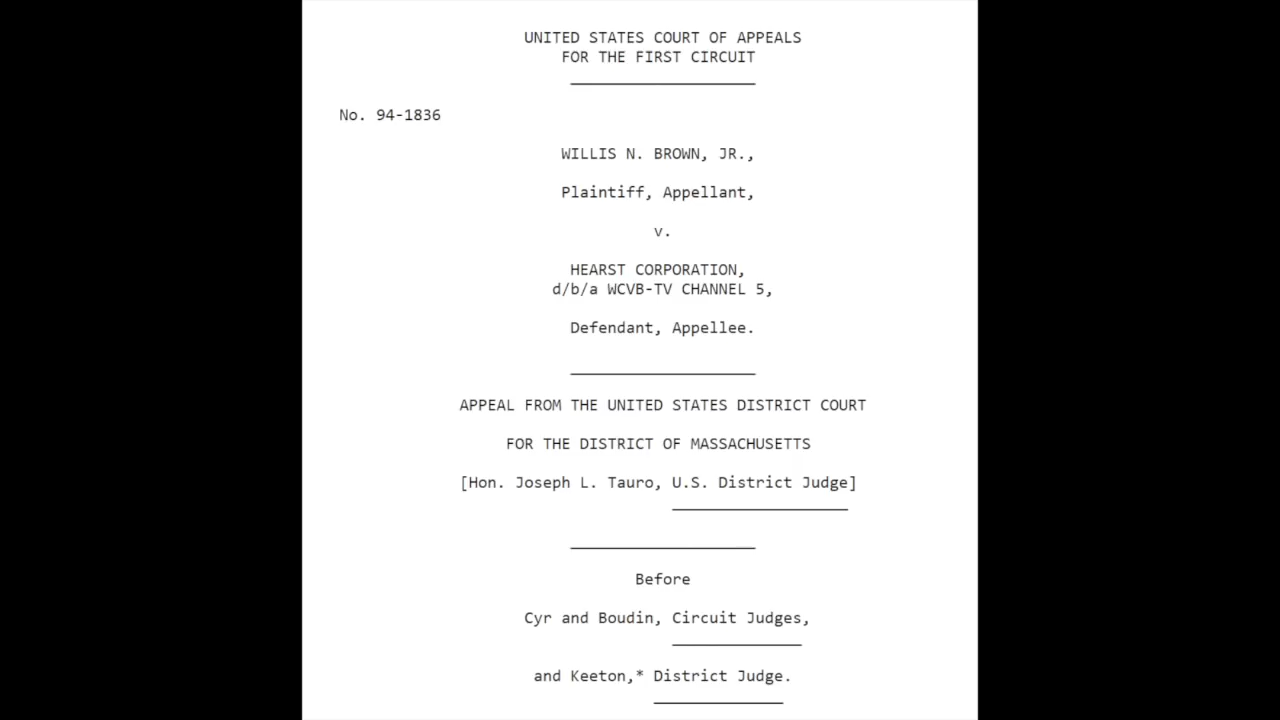 UNITED STATES COURT OF APPEALS
FOR THE FIRST CIRCUIT
No. 94-1836
WILLIS N. BROWN, JR.,
Plaintiff, Appellant,
v.
HEARST CORPORATION,
d/b/a WCVB-TV CHANNEL 5,
Defendant, Appellee.
APPEAL FROM THE UNITED STATES DISTRICT COURT
FOR THE DISTRICT OF MASSACHUSETTS
[Hon. Joseph L. Tauro, U.S. District Judge]
Before
Cyr and Boudin, Circuit Judges,
and Keeton,* District Judge.